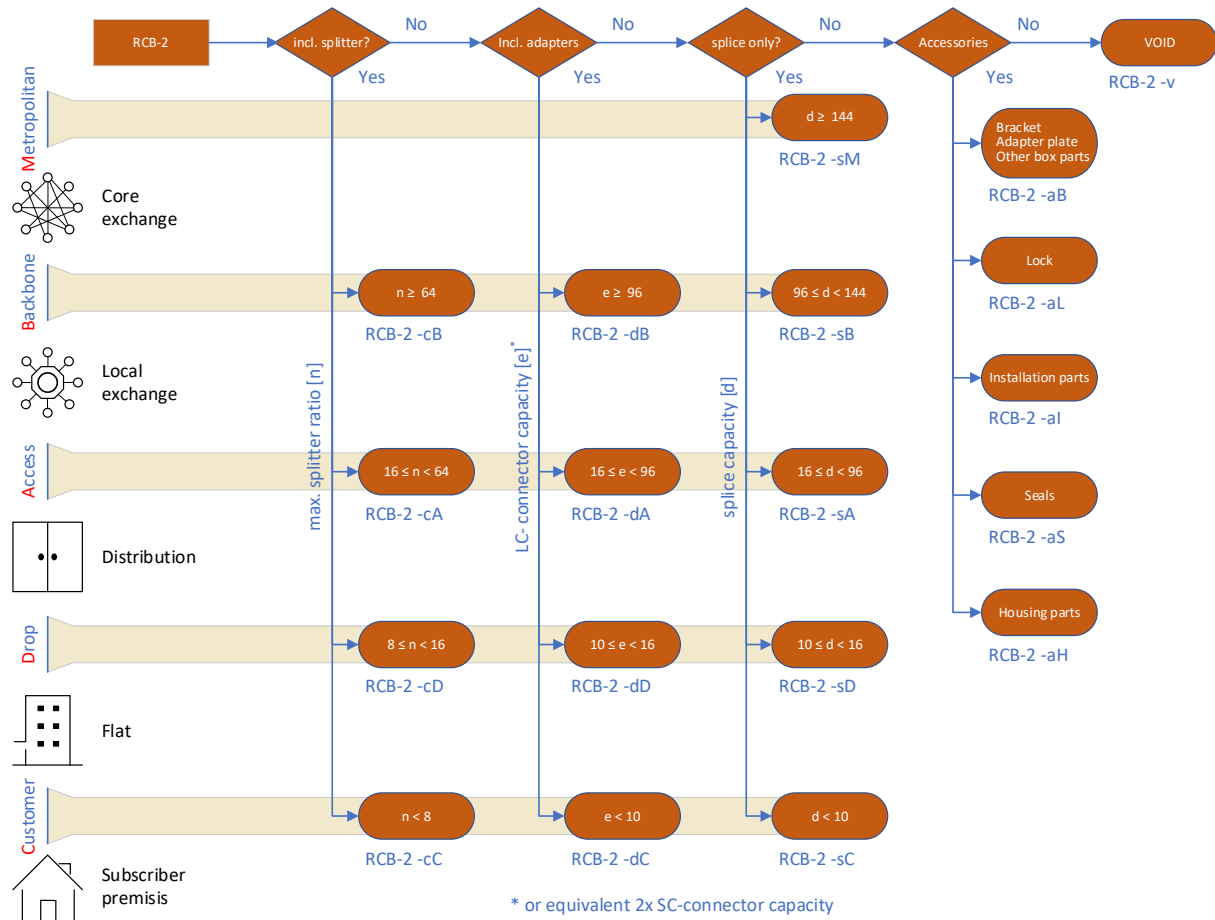 RCB-2
incl. splitter?
No
Incl. adapters
No
splice only?
No
Accessories
No
VOID
Yes
Yes
Yes
Yes
RCB-2 -v
Metropolitan
d ≥ 144
RCB-2 -sM
Bracket
Adapter plate
Other box parts
RCB-2 -aB
Core
exchange
Lock
RCB-2 -aL
Backbone
n ≥ 64
e ≥ 96
96 ≤ d < 144
RCB-2 -cB
RCB-2 -dB
RCB-2 -sB
Local
exchange
max. splitter ratio [n]
LC- connector capacity [e]*
splice capacity [d]
Installation parts
RCB-2 -aI
Access
16 ≤ n < 64
16 ≤ e < 96
16 ≤ d < 96
RCB-2 -cA
RCB-2 -dA
RCB-2 -sA
Seals
RCB-2 -aS
Distribution
Housing parts
RCB-2 -aH
Drop
8 ≤ n < 16
10 ≤ e < 16
10 ≤ d < 16
RCB-2 -cD
RCB-2 -dD
RCB-2 -sD
Flat
Customer
n < 8
e < 10
d < 10
RCB-2 -cC
RCB-2 -dC
RCB-2 -sC
Subscriber
premisis
* or equivalent 2x SC-connector capacity